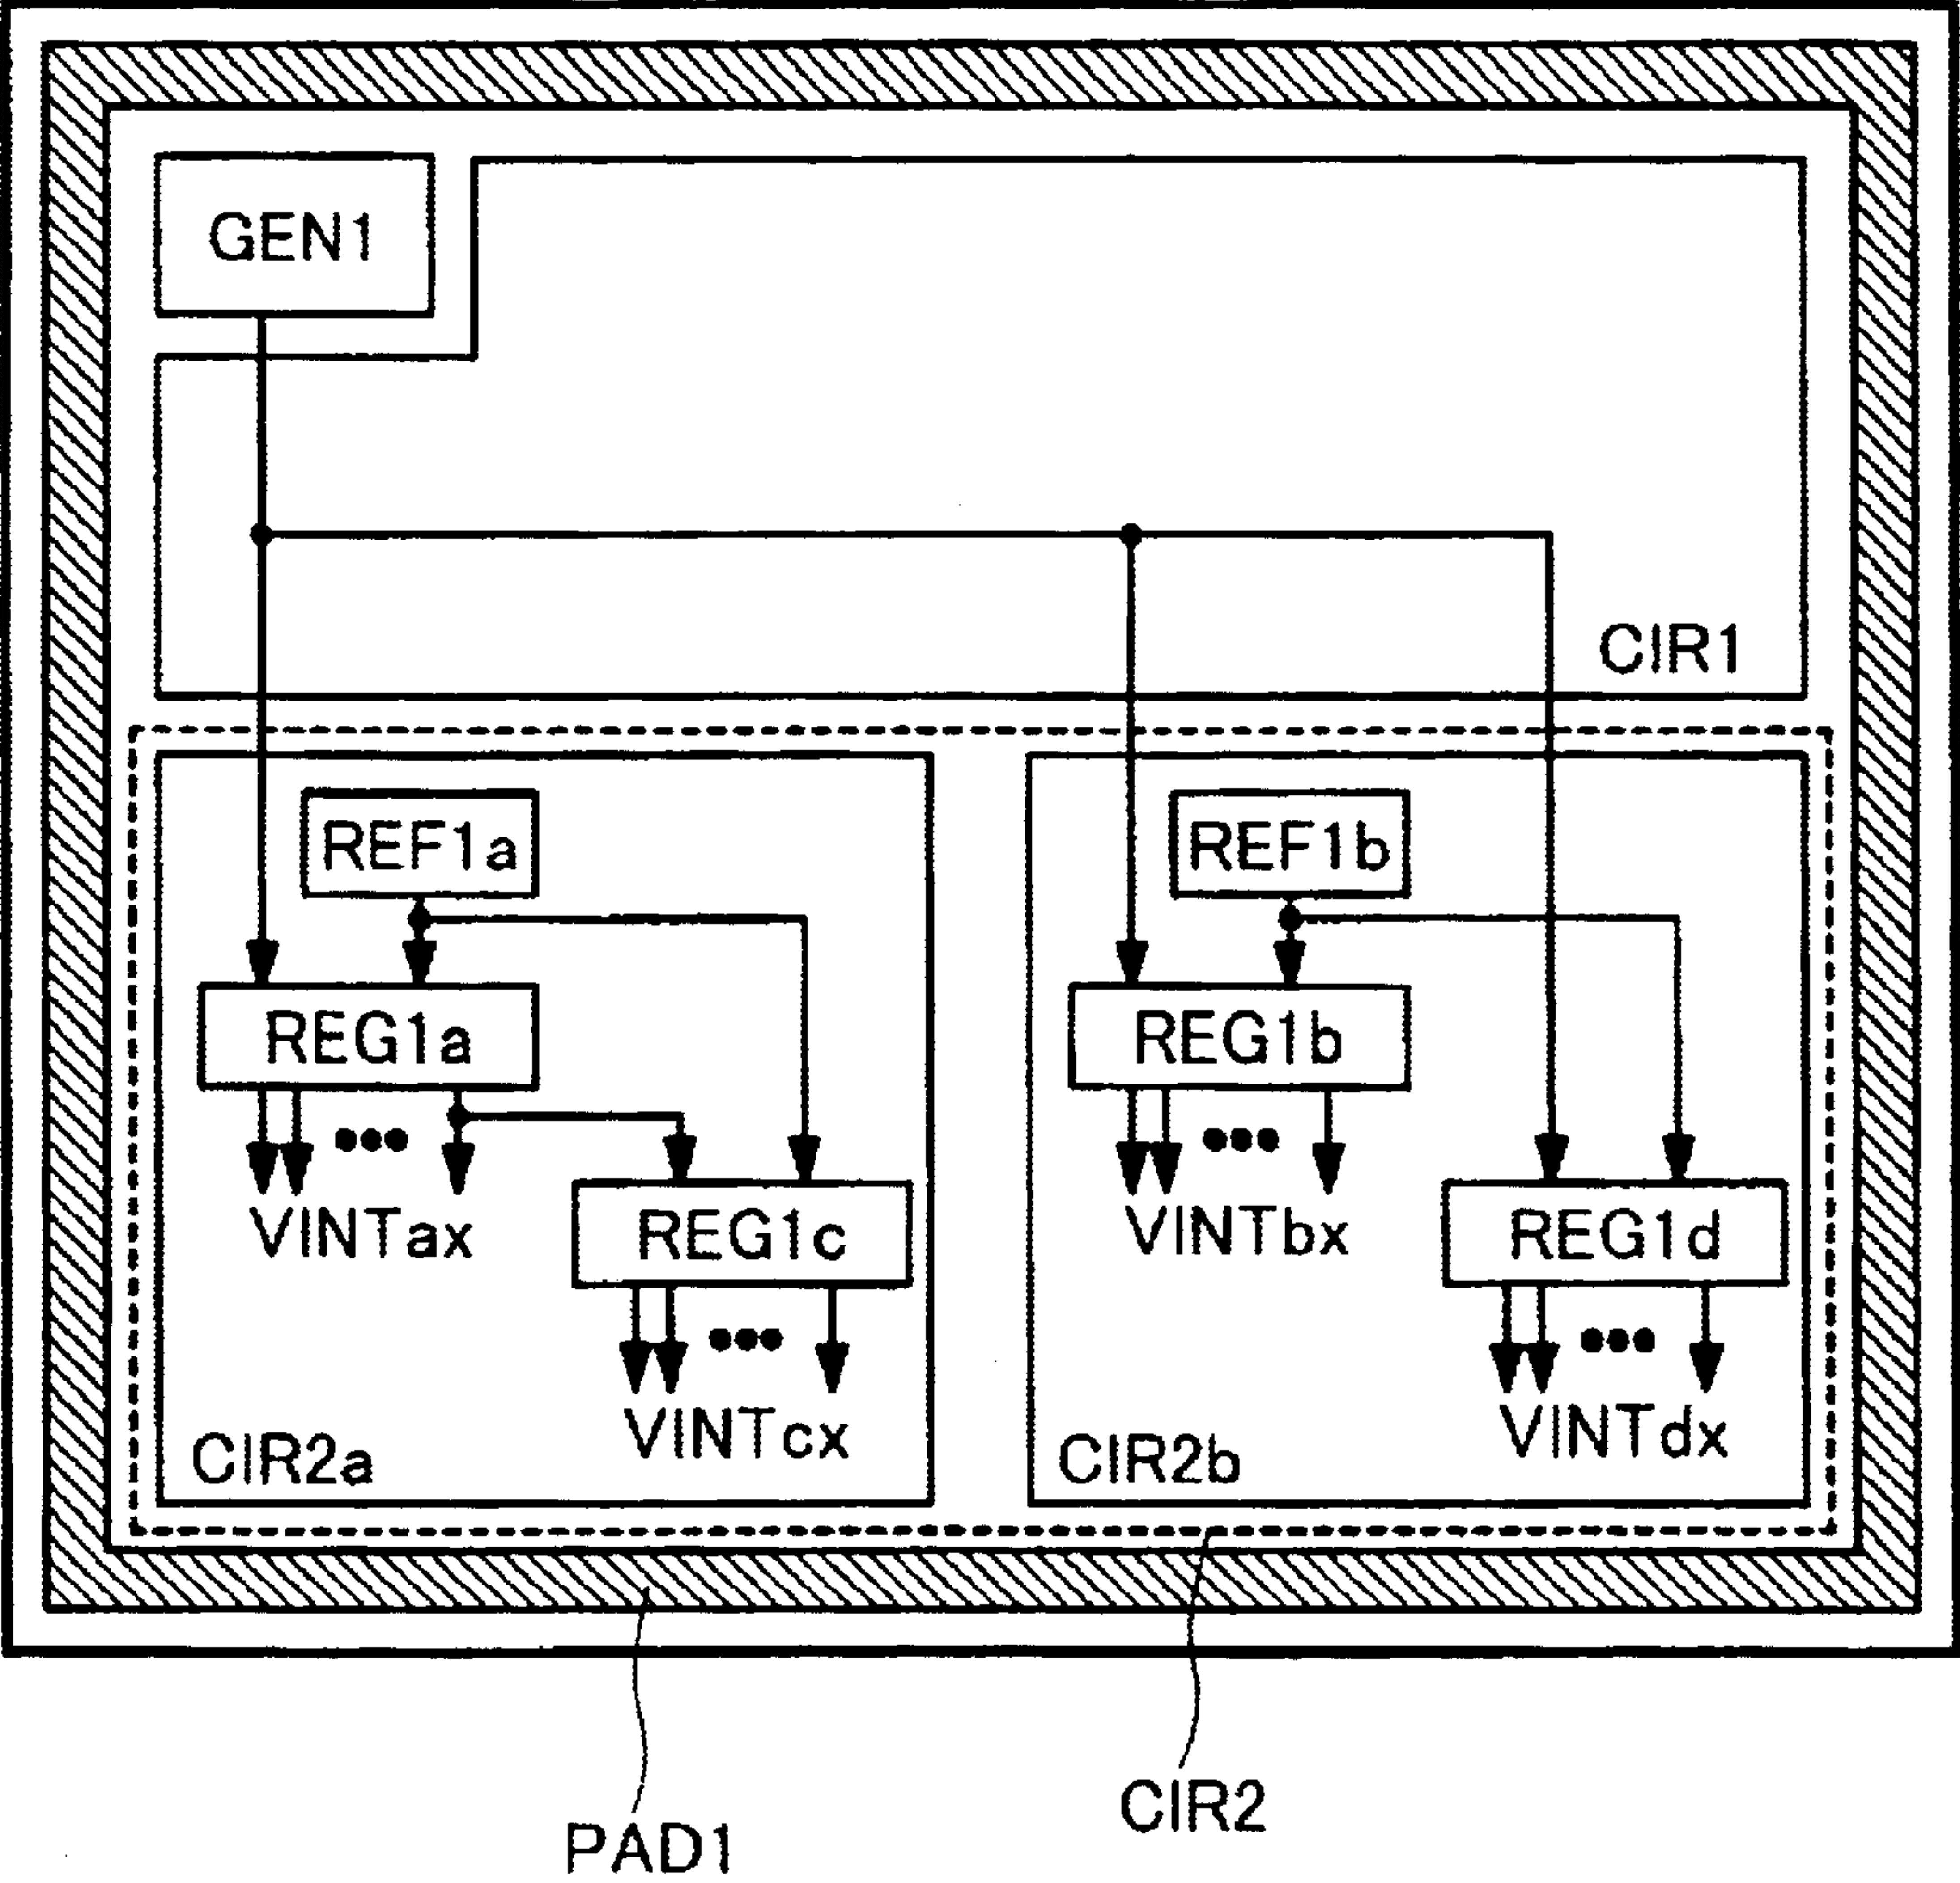 GEN1
CIR1
REF1a
REF1b
REG1a
REG1b
VINTax
REG1c
VINTbx
REG1d
VINTcx
VINTdx
CIR2a
CIR2b
CIR2
PAD1